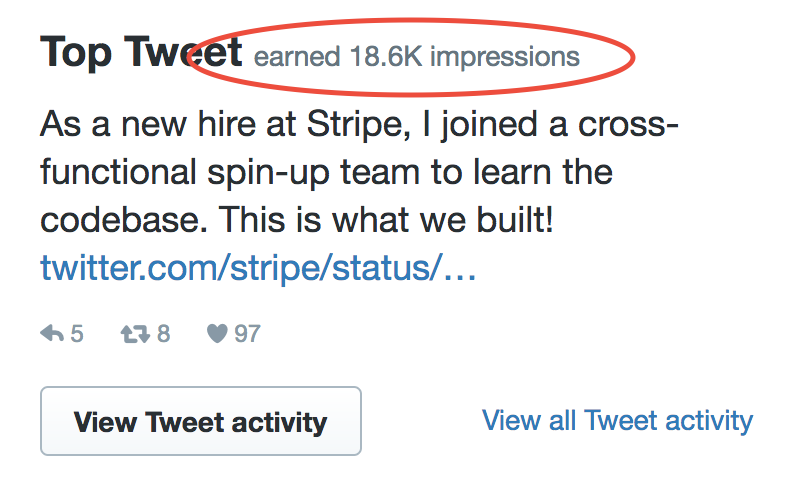 Top Tweet earned 18.6K impressions
As a new hire at Stripe, I joined a cross-
functional spin-up team to learn the
codebase. This is what we built!
twitter.com/stripe/status/…
5 8 97
View Tweet activity View all Tweet activity